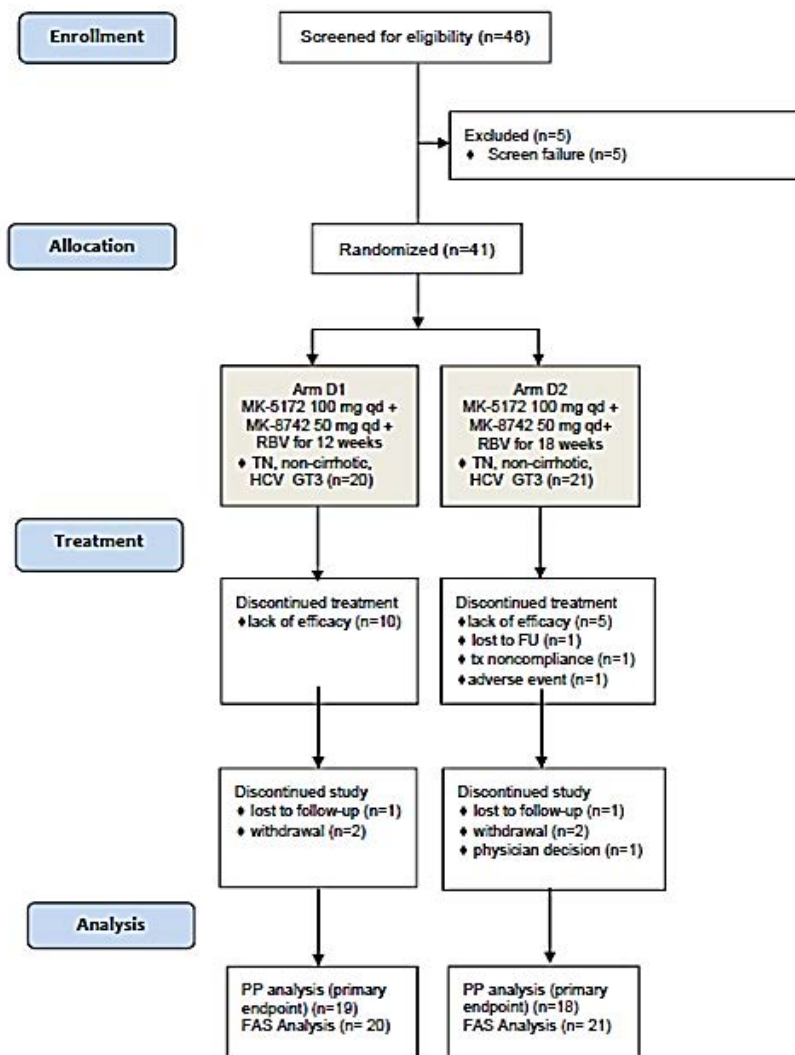 Enrollment
Screened for eligibility (n=46)
Excluded (n=5)
♦ Screen failure (n=5)
Allocation
Randomized (n=41)
Arm D1
MK-5172 100 mg qd +
MK-8742 50 mg qd +
RBV for 12 weeks
♦ TN, non-cirrhotic,
HCV GT3 (n=20)
Arm D2
MK-5172 100 mg qd +
MK-8742 50 mg qd+
RBV for 18 weeks
♦ TN, non-cirrhotic,
HCV GT3 (n=21)
Treatment
Discontinued treatment
♦lack of efficacy (n=10)
Discontinued treatment
♦ lack of efficacy (n=5)
♦ lost to FU (n=1)
♦ tx noncompliance (n=1)
♦ adverse event (n=1)
Discontinued study
♦ lost to follow-up (n=1)
♦ withdrawal (n=2)
Discontinued study
♦ lost to follow-up (n=1)
♦ withdrawal (n=2)
♦ physician decision (n=1)
Analysis
PP analysis (primary
endpoint) (n=19)
FAS Analysis (n= 20)
PP analysis (primary
endpoint) (n=18)
FAS Analysis (n= 21)